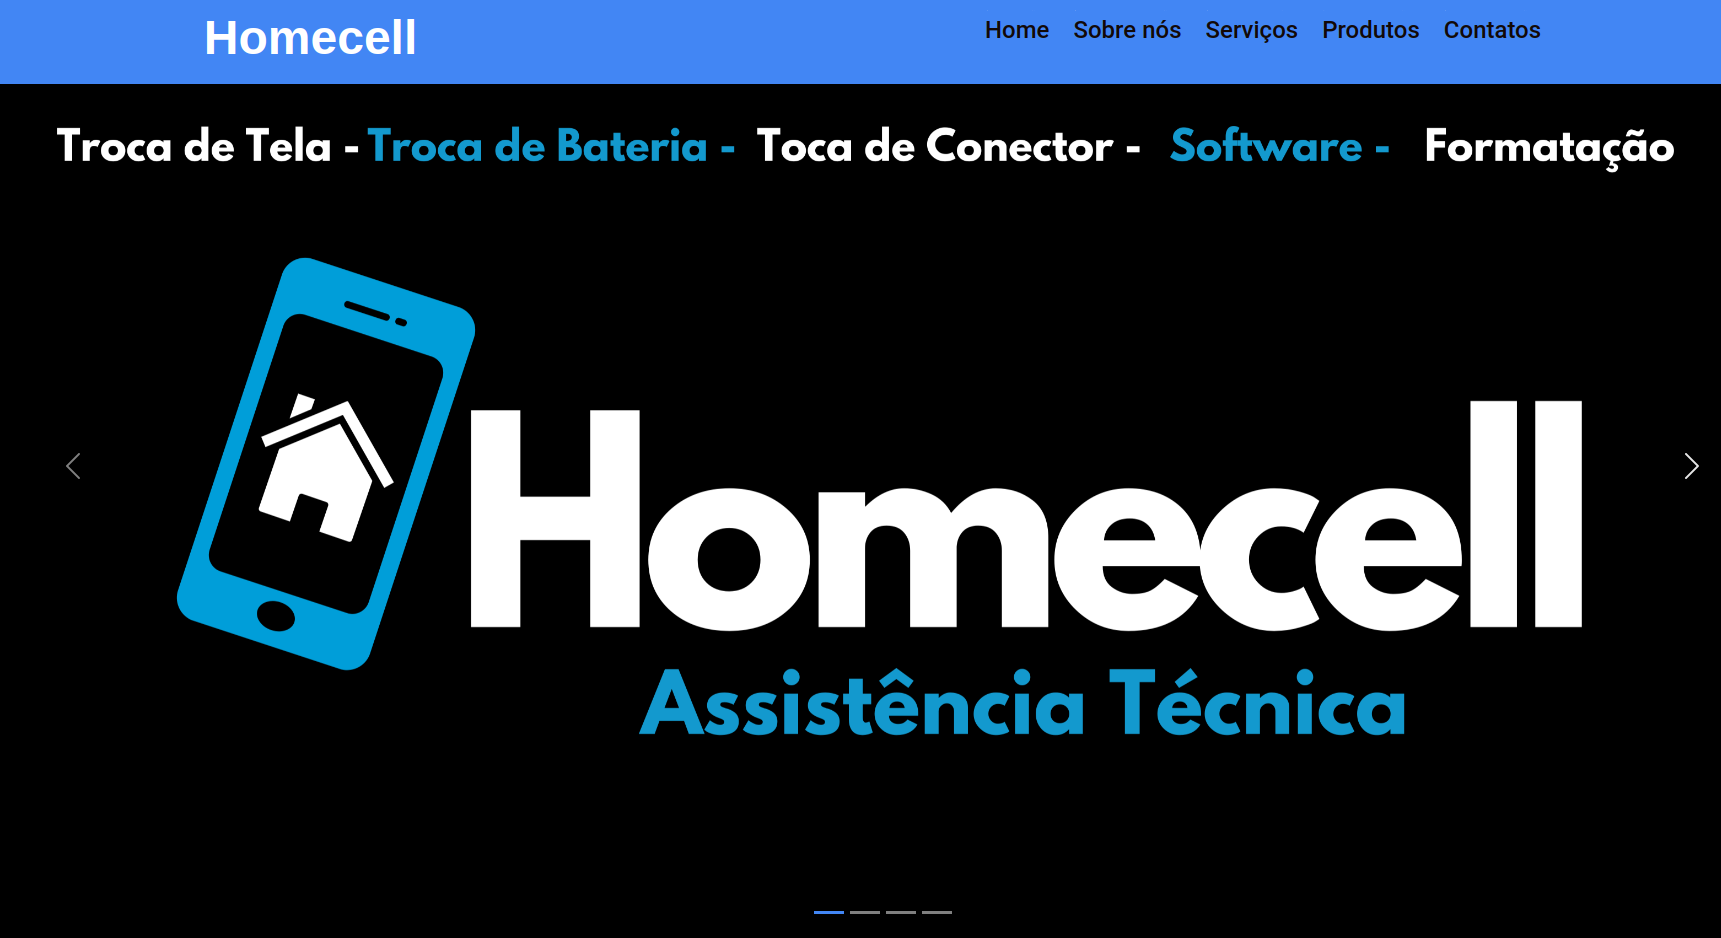 Homecell
Home Sobre nós Serviços Produtos Contatos
Troca de Tela - Troca de Bateria - Toca de Conector - Software - Formatação
Homecell
Assistência Técnica